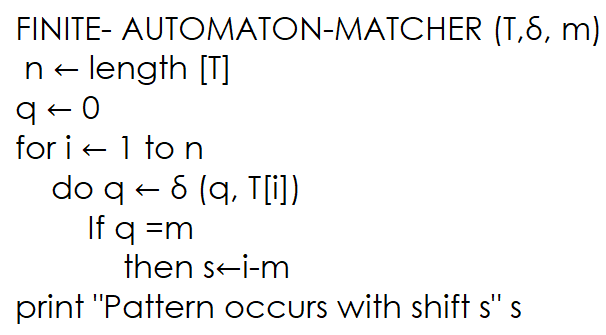 FINITE- AUTOMATON-MATCHER (T,δ, m)
n ← length [T]
q ← 0
for i ← 1 to n
do q ← δ (q, T[i])
If q =m
then s←i-m
print "Pattern occurs with shift s" s